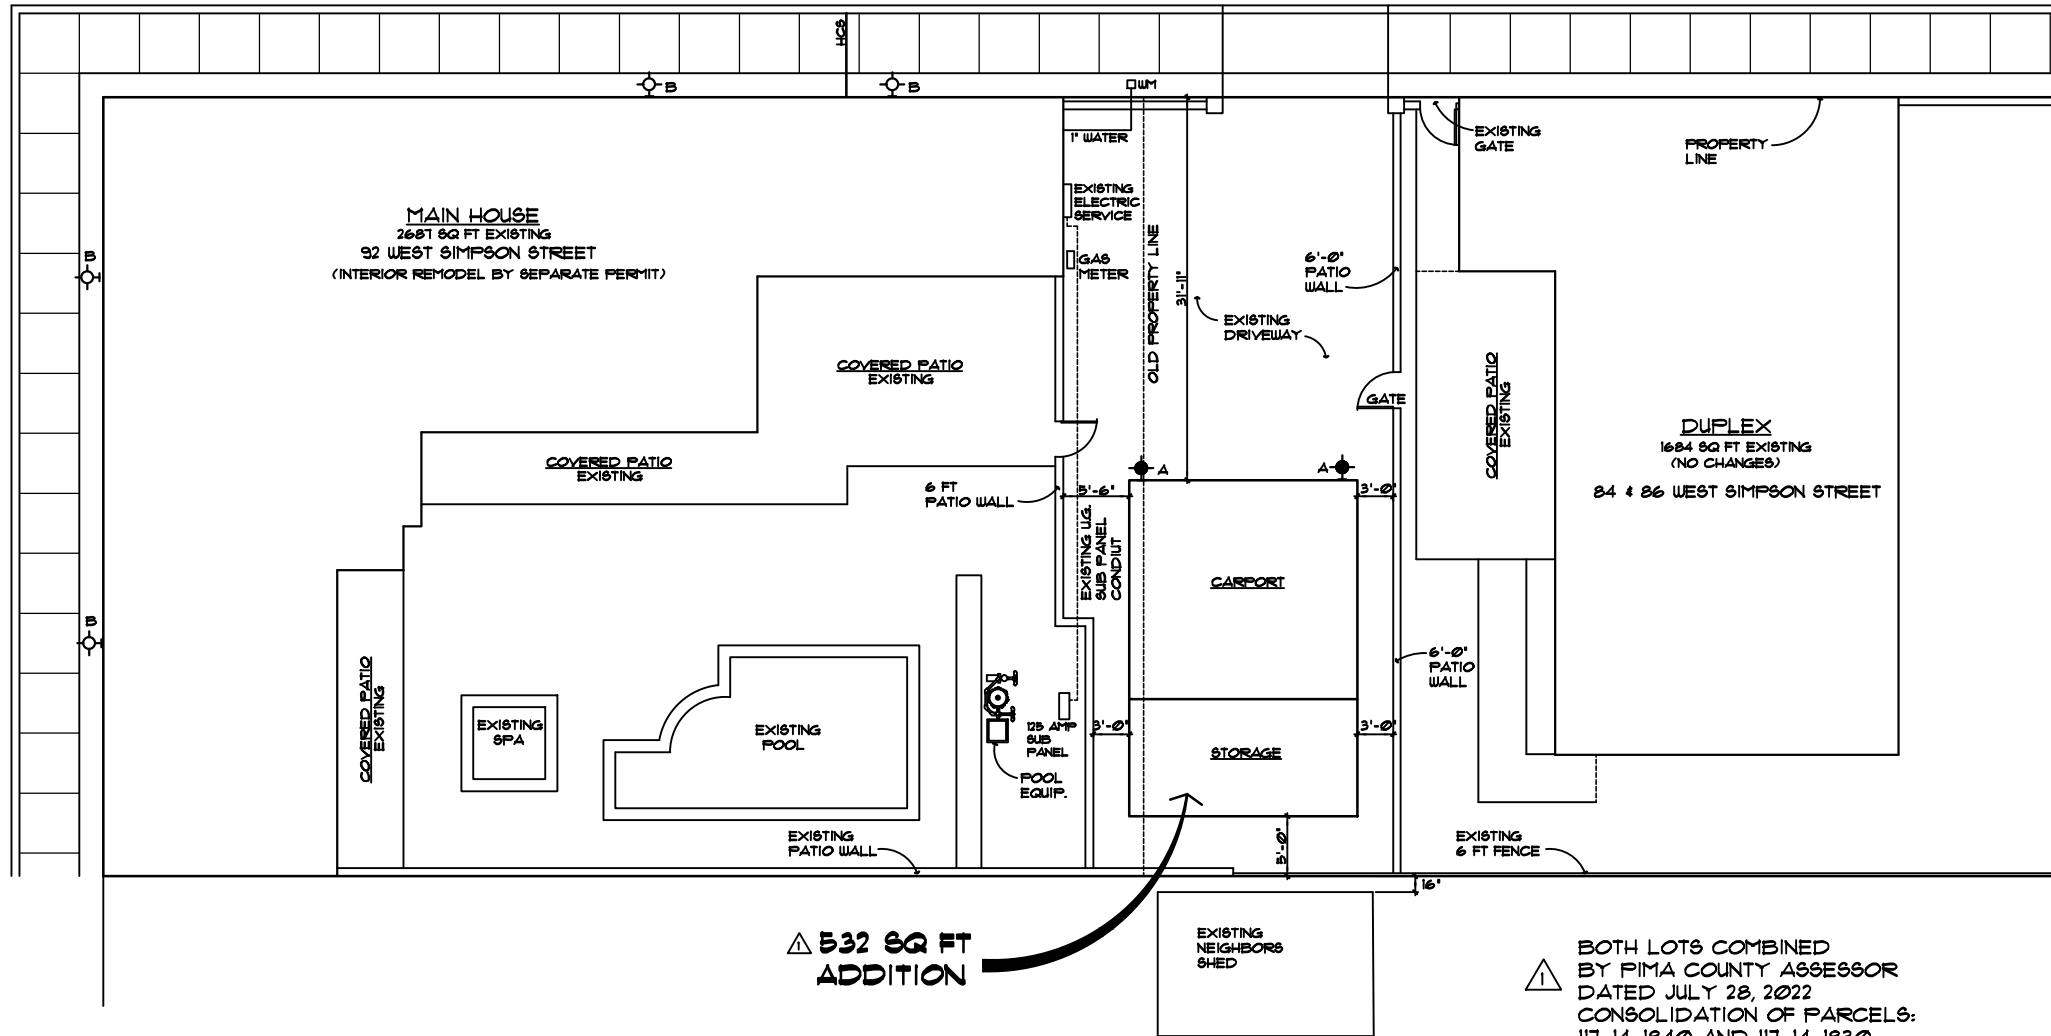 HCS
B
B
WM
1" WATER
EXISTING
GATE
PROPERTY
LINE
MAIN HOUSE
2687 SQ FT EXISTING
92 WEST SIMPSON STREET
(INTERIOR REMODEL BY SEPARATE PERMIT)
EXISTING
ELECTRIC
SERVICE
GAS
METER
OLD PROPERTY LINE
31'-11"
EXISTING
DRIVEWAY
6'-0"
PATIO
WALL
B
COVERED PATIO
EXISTING
GATE
COVERED PATIO
EXISTING
DUPLEX
1684 SQ FT EXISTING
(NO CHANGES)
84 & 86 WEST SIMPSON STREET
COVERED PATIO
EXISTING
6 FT
PATIO WALL
A
A
5'-6"
3'-0"
EXISTING U.G.
SUB PANEL
CONDIUT
CARPORT
B
COVERED PATIO
EXISTING
EXISTING
SPA
EXISTING
POOL
125 AMP
SUB
PANEL
POOL
EQUIP.
3'-0"
3'-0"
STORAGE
6'-0"
PATIO
WALL
EXISTING
PATIO WALL
5'-0"
EXISTING
6 FT FENCE
16"
1
532 SQ FT
ADDITION
EXISTING
NEIGHBORS
SHED
1
BOTH LOTS COMBINED
BY PIMA COUNTY ASSESSOR
DATED JULY 28, 2022
CONSOLIDATION OF PARCELS: